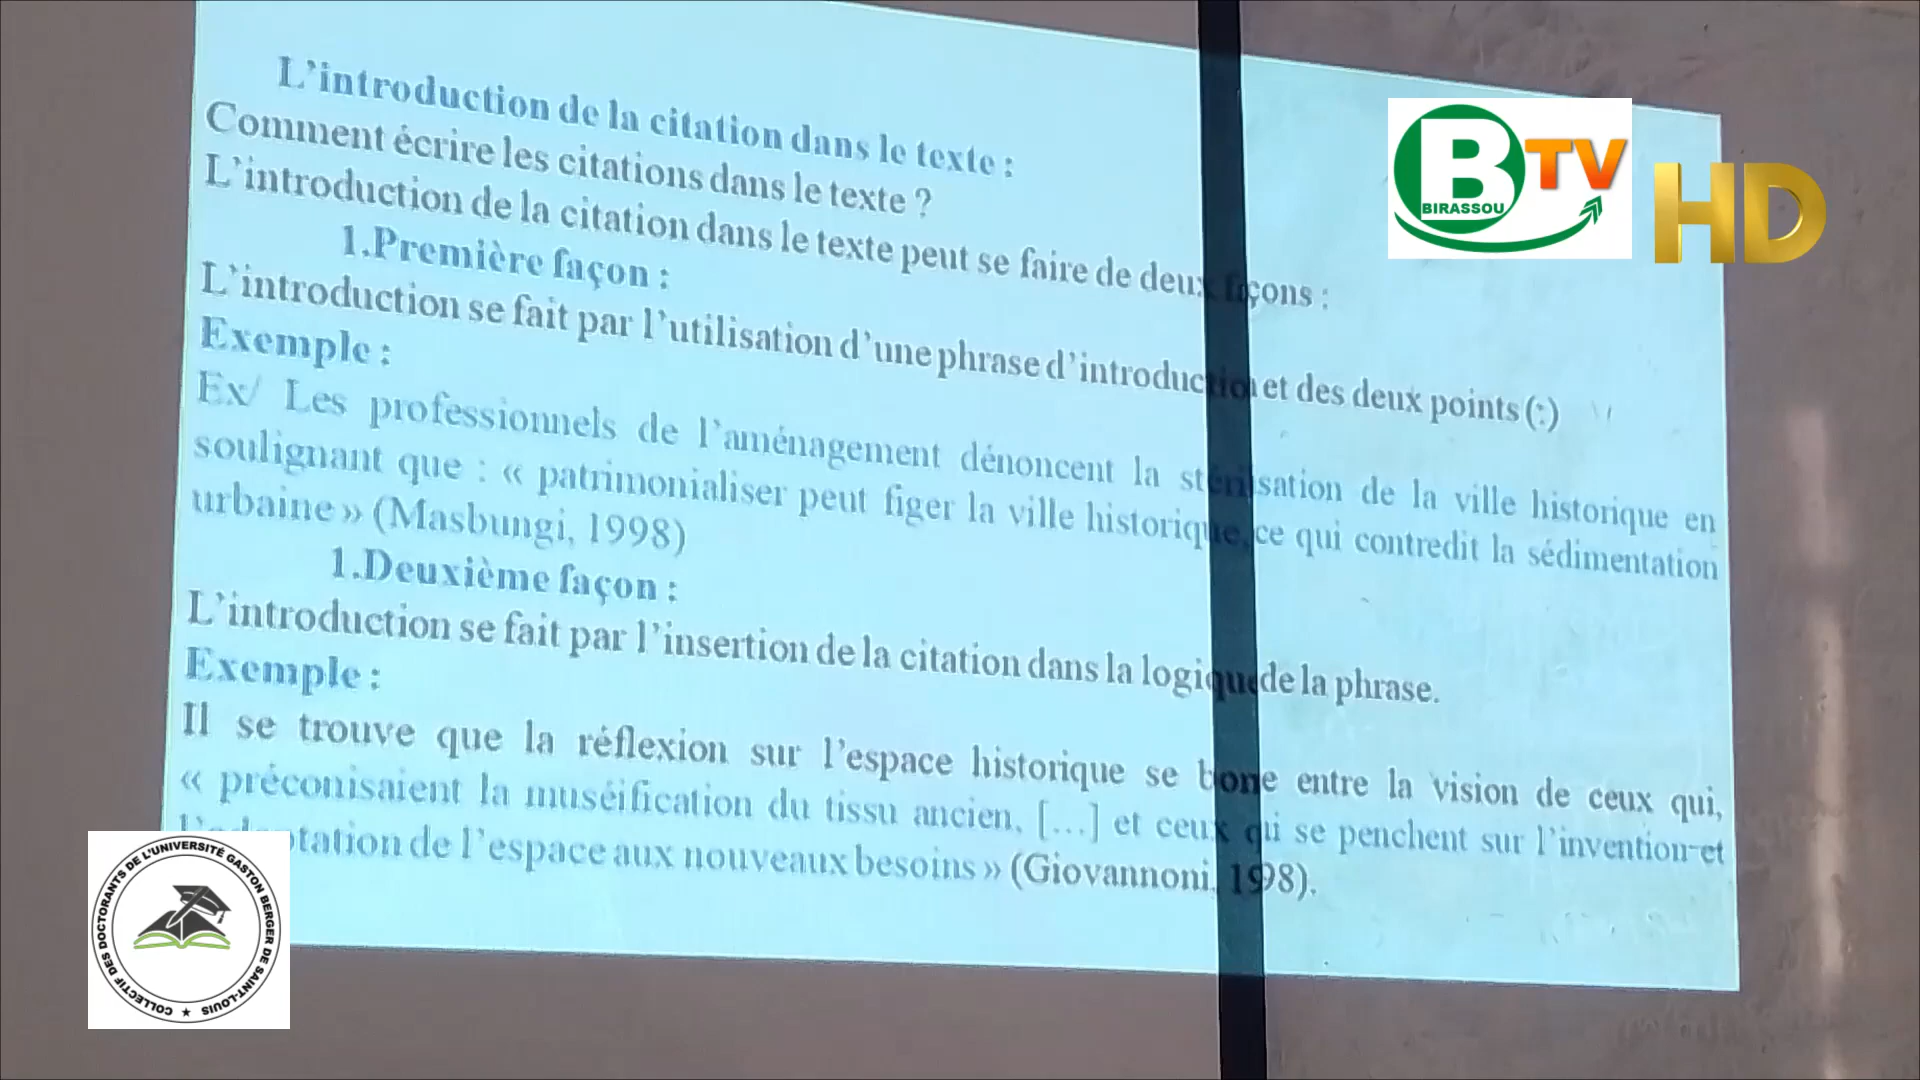 L'introduction de la citation dans le texte :
Comment écrire les citations dans le texte ?
L'introduction de la citation dans le texte peut se faire de deux façons :
1.Première façon :
L'introduction se fait par l'utilisation d'une phrase d'introduction et des deux points (:)
Exemple :
Ex/ Les professionnels de l'aménagement dénoncent la stérilisation de la ville historique en
soulignant que : « patrimonialiser peut figer la ville historique, ce qui contredit la sédimentation
urbaine » (Masbungi, 1998)
1.Deuxième façon :
L'introduction se fait par l'insertion de la citation dans la logique de la phrase.
Exemple :
Il se trouve que la réflexion sur l'espace historique se bone entre la vision de ceux qui,
« préconisaient la muséification du tissu ancien, […] et ceux qui se penchent sur l'invention et
l'adaptation de l'espace aux nouveaux besoins » (Giovannoni, 1998).
B TV
BIRASSOU
HD
COLLECTIF DES DOCTORANTS DE L'UNIVERSITÉ GASTON BERGER DE SAINT-LOUIS ★